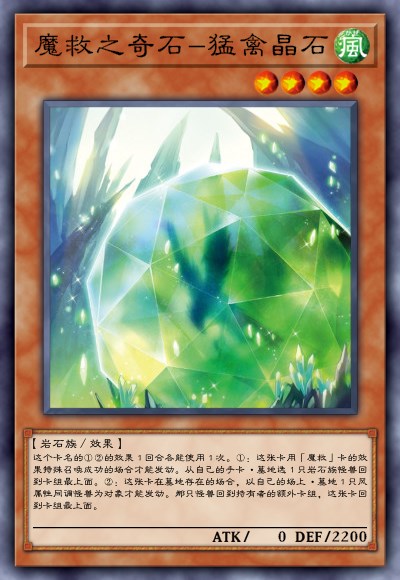 魔救之奇石-猛禽晶石
風
【岩石族/效果】
这个卡名的①②的效果1回合各能使用1次。①：这张卡用「魔救」卡的效
果特殊召唤成功的场合才能发动。从自己的手卡・墓地选1只岩石族怪兽回
到卡组最上面。②：这张卡在墓地存在的场合，以自己的场上・墓地1只风
属性同调怪兽为对象才能发动。那只怪兽回到持有者的额外卡组，这张卡回
到卡组最上面。
ATK/ 0 DEF/2200